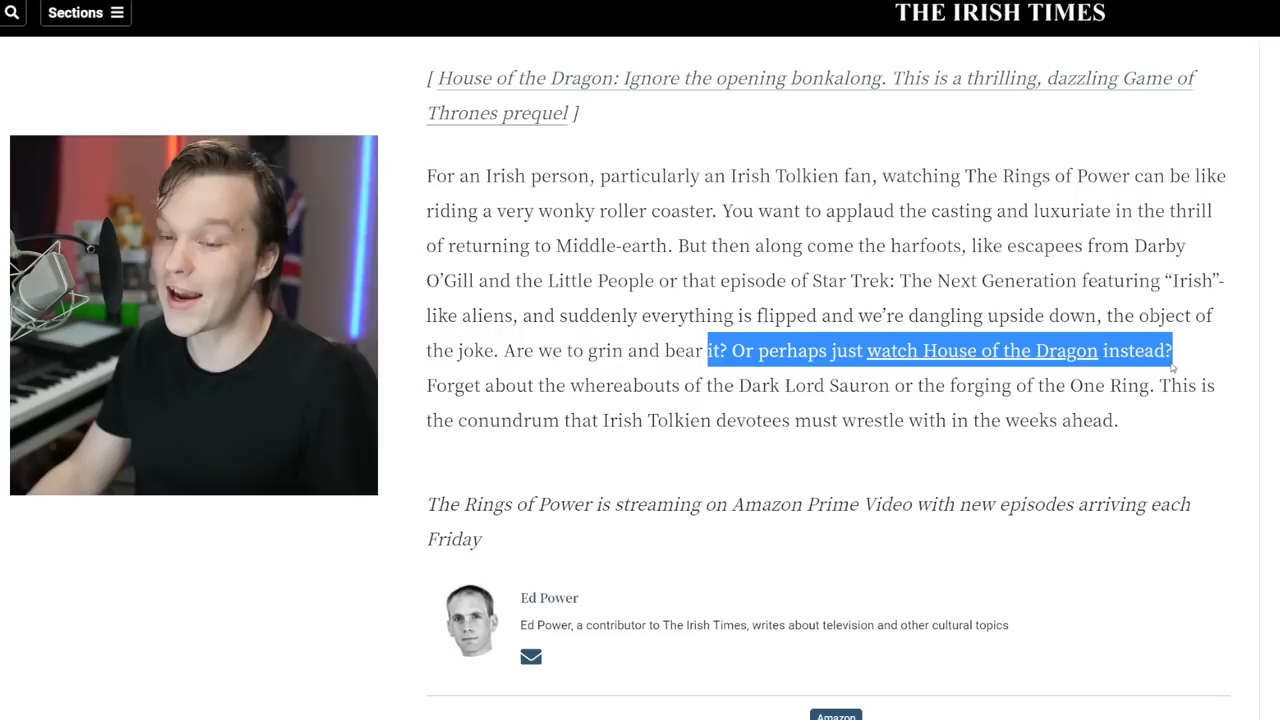 Sections
THE IRISH TIMES
[ House of the Dragon: Ignore the opening bonkalong. This is a thrilling, dazzling Game of
Thrones prequel ]
For an Irish person, particularly an Irish Tolkien fan, watching The Rings of Power can be like
riding a very wonky roller coaster. You want to applaud the casting and luxuriate in the thrill
of returning to Middle-earth. But then along come the harfoots, like escapees from Darby
O’Gill and the Little People or that episode of Star Trek: The Next Generation featuring “Irish”-
like aliens, and suddenly everything is flipped and we’re dangling upside down, the object of
the joke. Are we to grin and bear it? Or perhaps just watch House of the Dragon instead?
Forget about the whereabouts of the Dark Lord Sauron or the forging of the One Ring. This is
the conundrum that Irish Tolkien devotees must wrestle with in the weeks ahead.
The Rings of Power is streaming on Amazon Prime Video with new episodes arriving each
Friday
Ed Power
Ed Power, a contributor to The Irish Times, writes about television and other cultural topics
Amazon